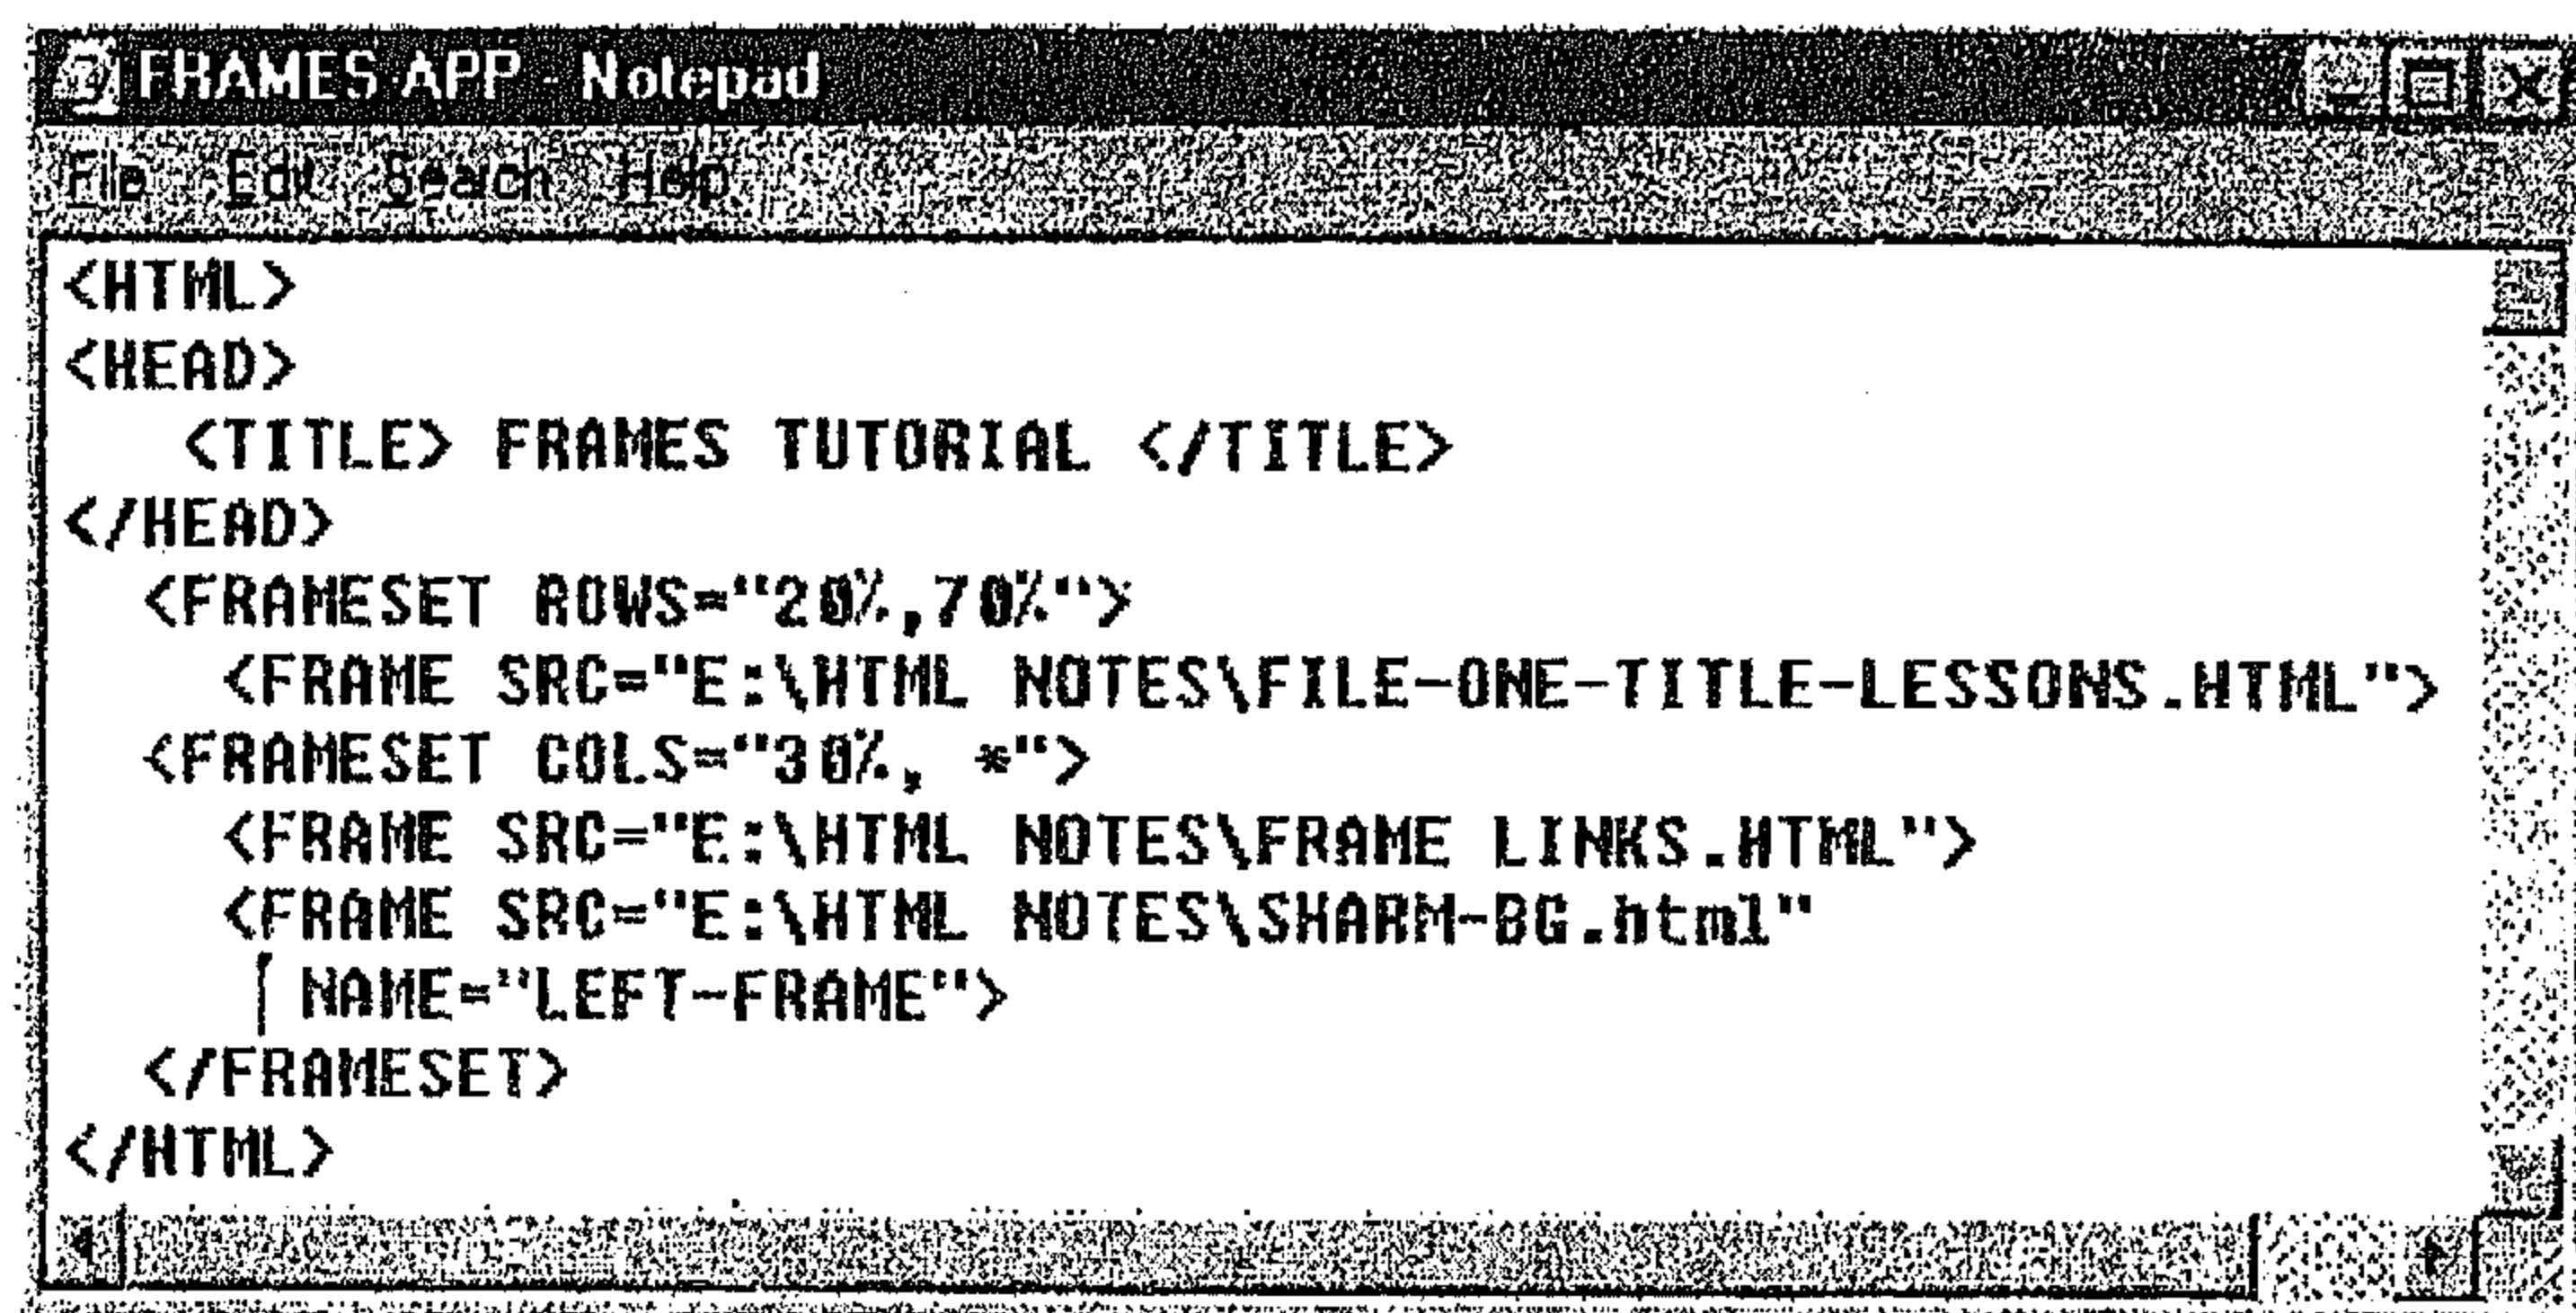 FRAMES APP - Notepad
File Edit Search Help
<HTML>
<HEAD>
<TITLE> FRAMES TUTORIAL </TITLE>
</HEAD>
<FRAMESET ROWS="20%,70%">
<FRAME SRC="E:\HTML NOTES\FILE-ONE-TITLE-LESSONS.HTML">
<FRAMESET COLS="30%, *">
<FRAME SRC="E:\HTML NOTES\FRAME LINKS.HTML">
<FRAME SRC="E:\HTML NOTES\SHARM-BG.html"
NAME="LEFT-FRAME">
</FRAMESET>
</HTML>